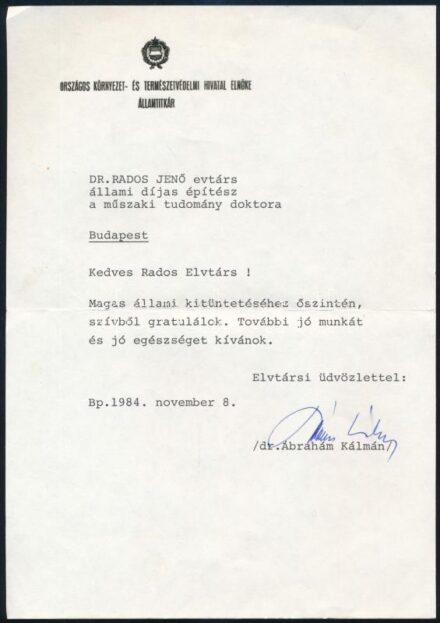 ORSZÁGOS KÖRNYEZET- ÉS TERMÉSZETVÉDELMI HIVATAL ELNÖKE
ÁLLAMTITKÁR
DR.RADOS JENŐ evtárs
állami díjas építész
a műszaki tudomány doktora
Budapest
Kedves Rados Elvtárs !
Magas állami kitüntetéséhez őszintén,
szívből gratulálok. További jó munkát
és jó egészséget kívánok.
Elvtársi üdvözlettel:
Bp.1984. november 8.
/dr.Ábrahám Kálmán/